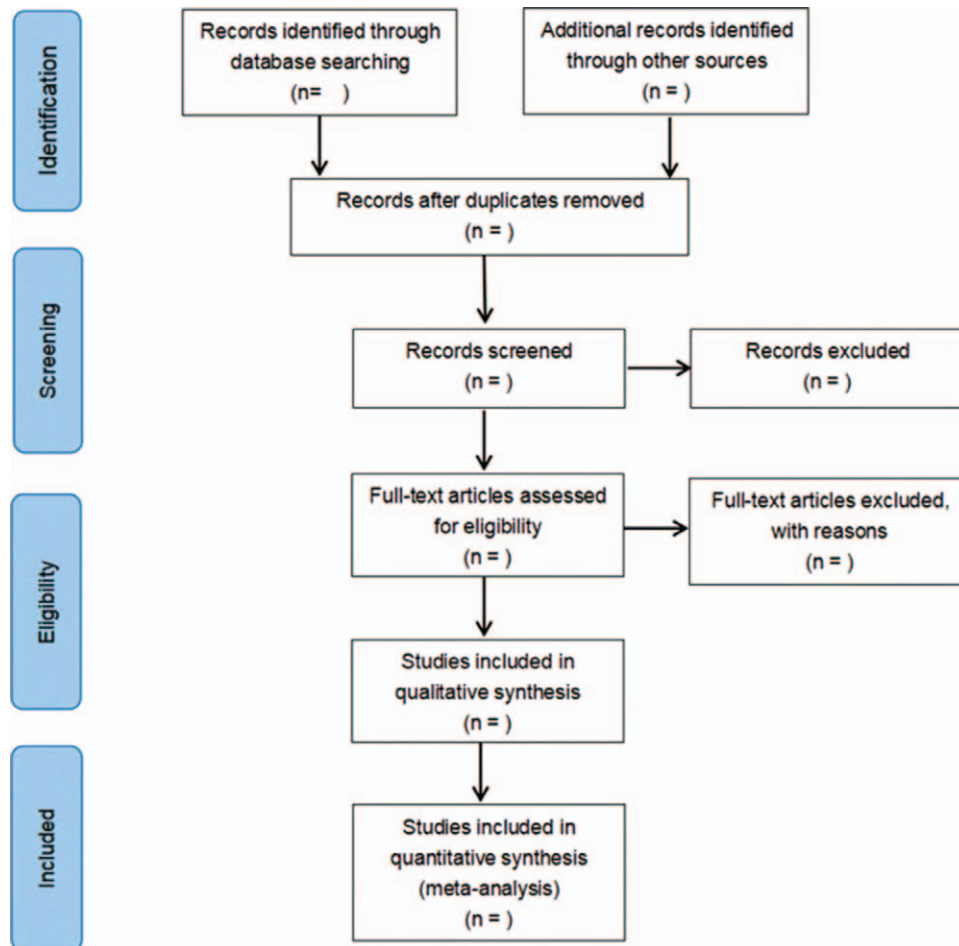 Identification
Records identified through
database searching
(n=   )
Additional records identified
through other sources
(n = )
Records after duplicates removed
(n = )
Screening
Records screened
(n = )
Records excluded
(n = )
Eligibility
Full-text articles assessed
for eligibility
(n = )
Full-text articles excluded,
with reasons
(n = )
Studies included in
qualitative synthesis
(n = )
Included
Studies included in
quantitative synthesis
(meta-analysis)
(n = )